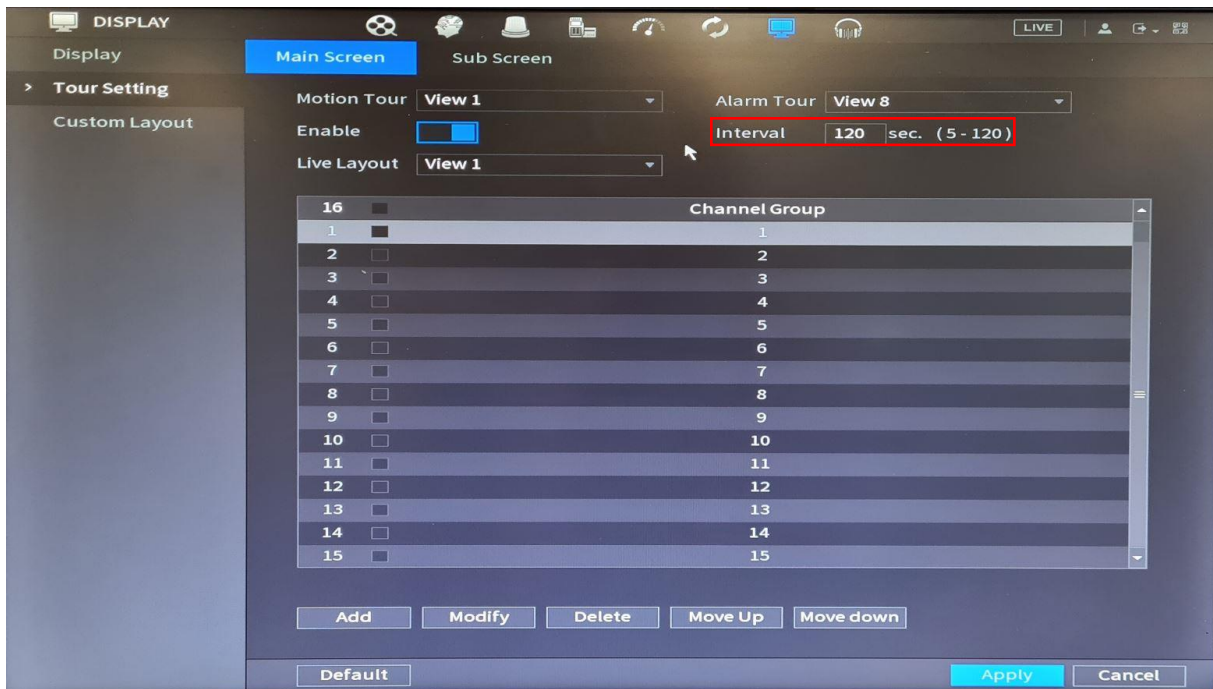 DISPLAY
LIVE
Display
Main Screen
Sub Screen
> Tour Setting
Motion Tour View 1
Alarm Tour View 8
Custom Layout
Enable
Interval 120 sec. (5 - 120)
Live Layout View 1
16 Channel Group
1 1
2 2
3 3
4 4
5 5
6 6
7 7
8 8
9 9
10 10
11 11
12 12
13 13
14 14
15 15
Add Modify Delete Move Up Move down
Default Apply Cancel